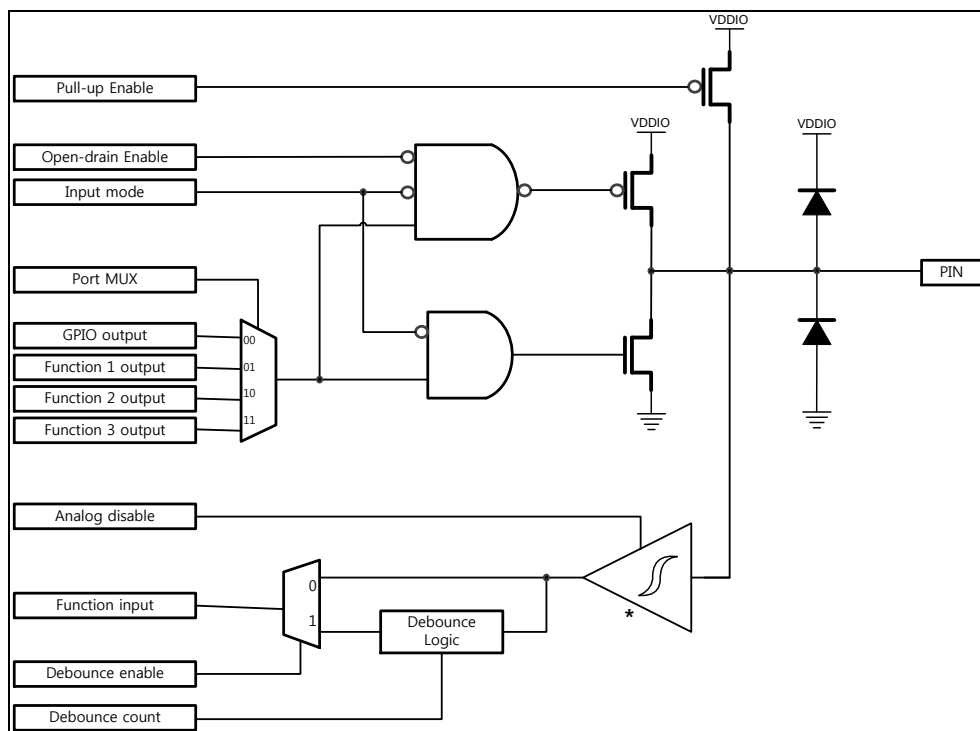 VDDIO
Pull-up Enable
VDDIO
VDDIO
Open-drain Enable
Input mode
PIN
Port MUX
GPIO output
00
Function 1 output
01
Function 2 output
10
Function 3 output
11
Analog disable
0
Function input
1
Debounce
Logic
*
Debounce enable
Debounce count